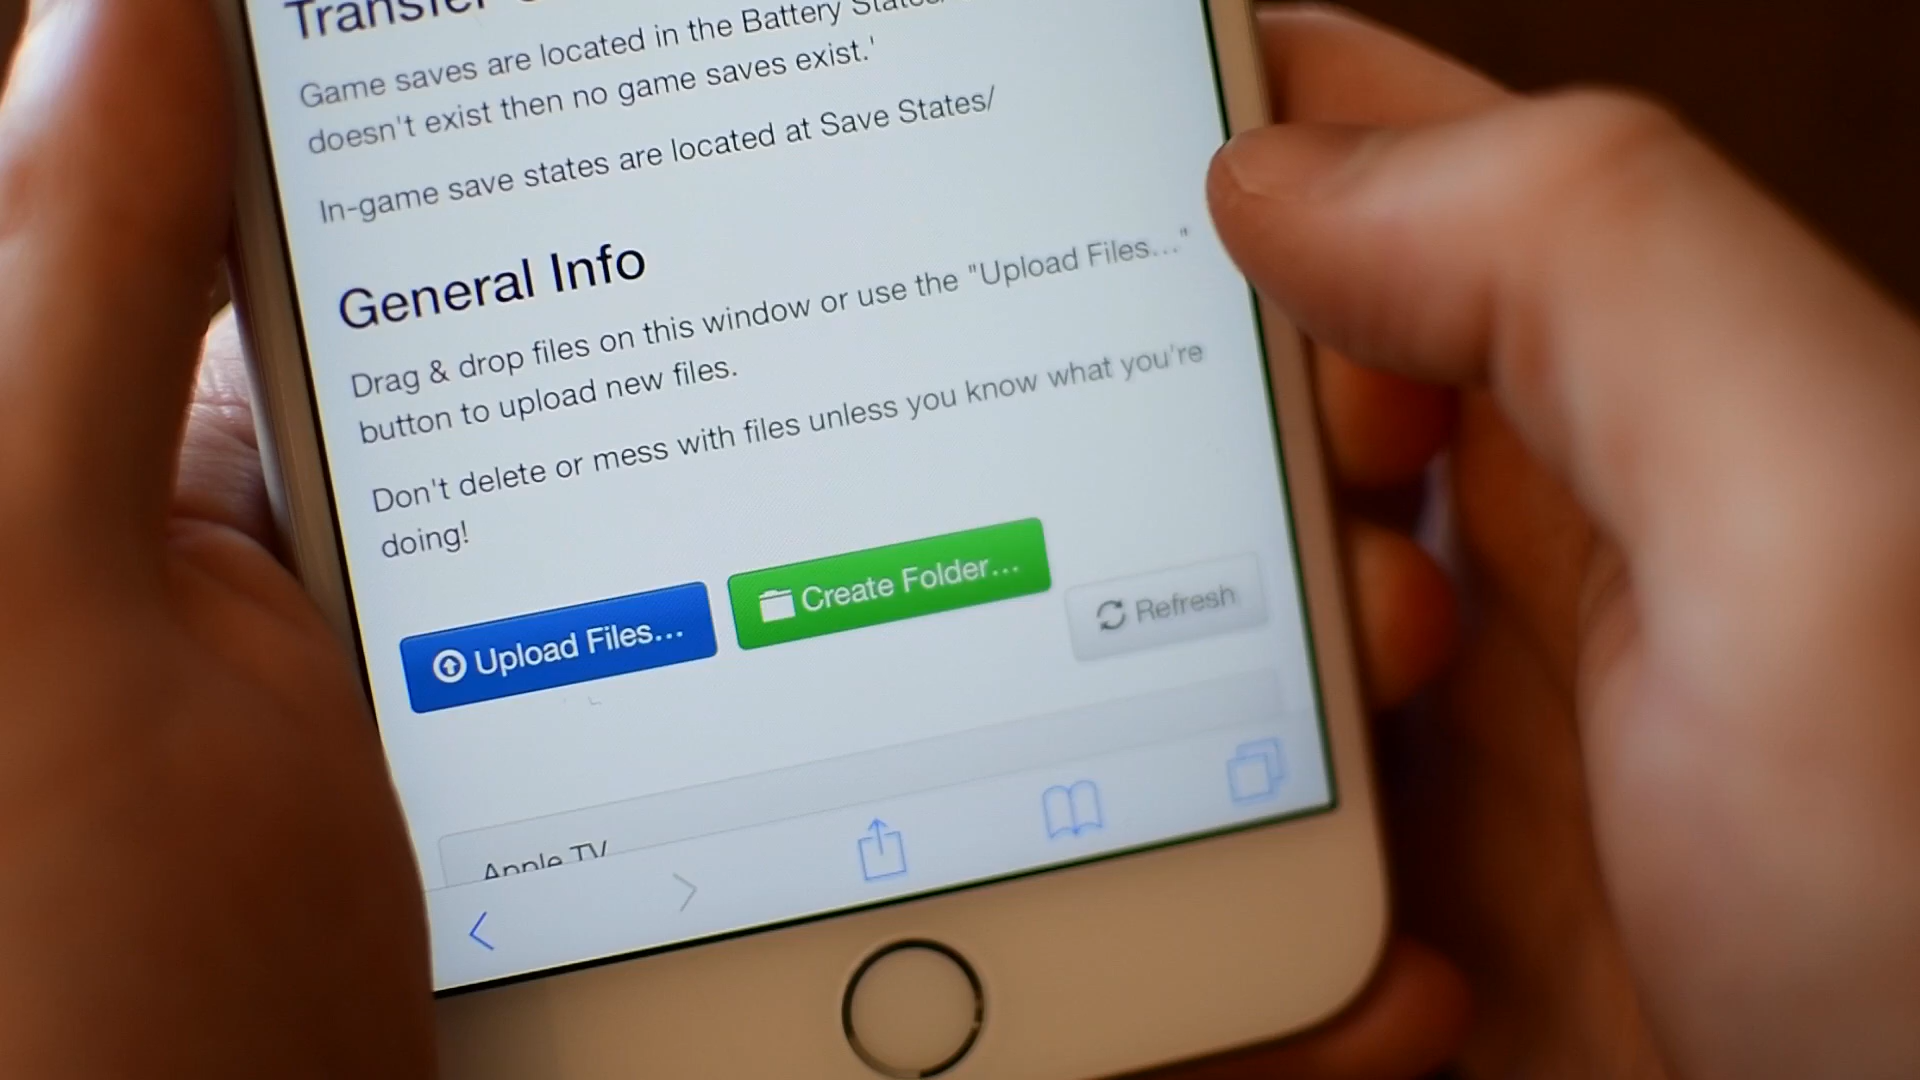 Transfer
Game saves are located in the Battery States/
doesn't exist then no game saves exist.'
In-game save states are located at Save States/
General Info
Drag & drop files on this window or use the "Upload Files..."
button to upload new files.
Don't delete or mess with files unless you know what you're
doing!
Upload Files...
Create Folder...
Refresh
Apple TV